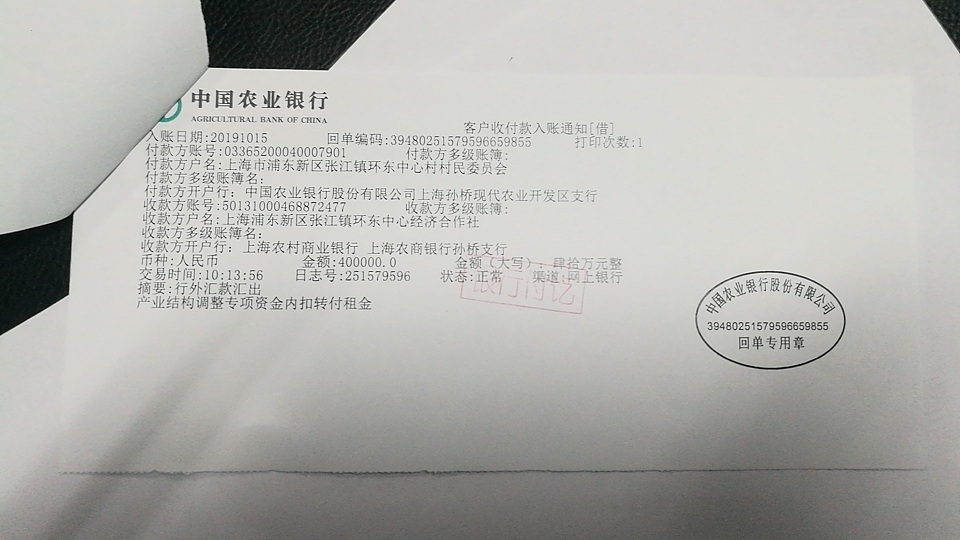 中国农业银行
AGRICULTURAL BANK OF CHINA
客户收付款入账通知[借]
入账日期:20191015 回单编码:39480251579596659855 打印次数:1
付款方账号:03365200040007901 付款方多级账簿:
付款方户名:上海市浦东新区张江镇环东中心村村民委员会
付款方多级账簿名:
付款方开户行: 中国农业银行股份有限公司上海孙桥现代农业开发区支行
收款方账号:50131000468872477 收款方多级账簿:
收款方户名:上海浦东新区张江镇环东中心经济合作社
收款方多级账簿名:
收款方开户行: 上海农村商业银行 上海农商银行孙桥支行
币种:人民币 金额:400000.0 金额(大写): 肆拾万元整
交易时间:10:13:56 日志号:251579596 状态:正常 渠道:网上银行
摘要:行外汇款汇出
产业结构调整专项资金内扣转付租金
银行付讫
中国农业银行股份有限公司
39480251579596659855
回单专用章